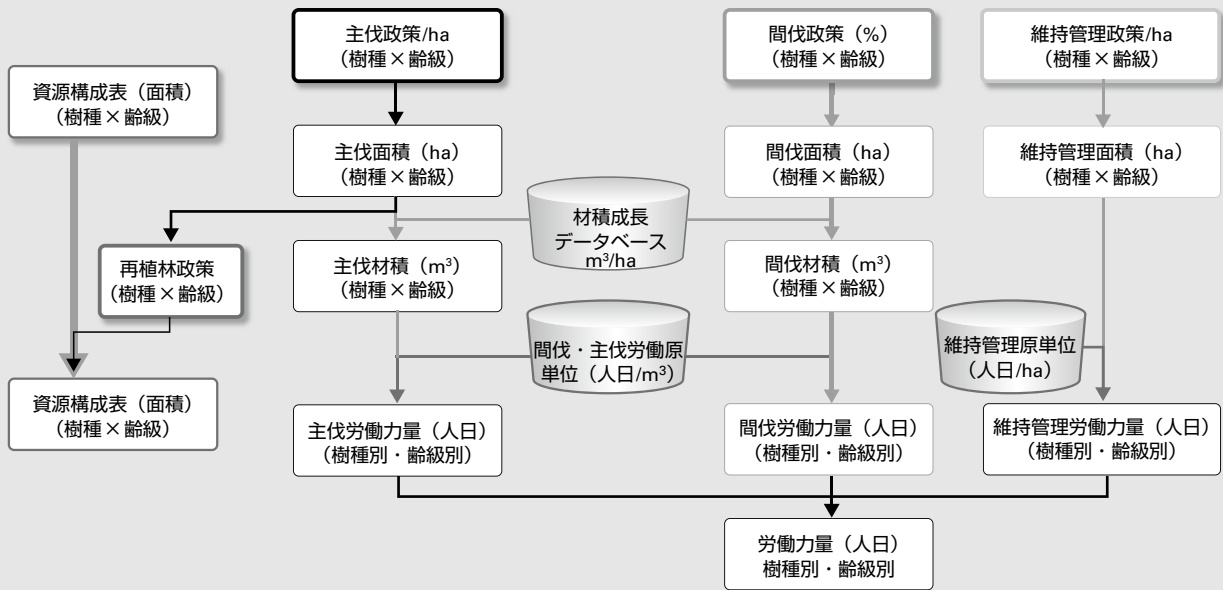 主伐政策/ha
(樹種×齢級)
間伐政策(%)
(樹種×齢級)
維持管理政策/ha
(樹種×齢級)
資源構成表(面積)
(樹種×齢級)
主伐面積(ha)
(樹種×齢級)
間伐面積(ha)
(樹種×齢級)
維持管理面積(ha)
(樹種×齢級)
材積成長
データベース
m³/ha
再植林政策
(樹種×齢級)
主伐材積(m³)
(樹種×齢級)
間伐材積(m³)
(樹種×齢級)
間伐・主伐労働原
単位(人日/m³)
維持管理原単位
(人日/ha)
資源構成表(面積)
(樹種×齢級)
主伐労働力量(人日)
(樹種別・齢級別)
間伐労働力量(人日)
(樹種別・齢級別)
維持管理労働力量(人日)
(樹種別・齢級別)
労働力量(人日)
樹種別・齢級別